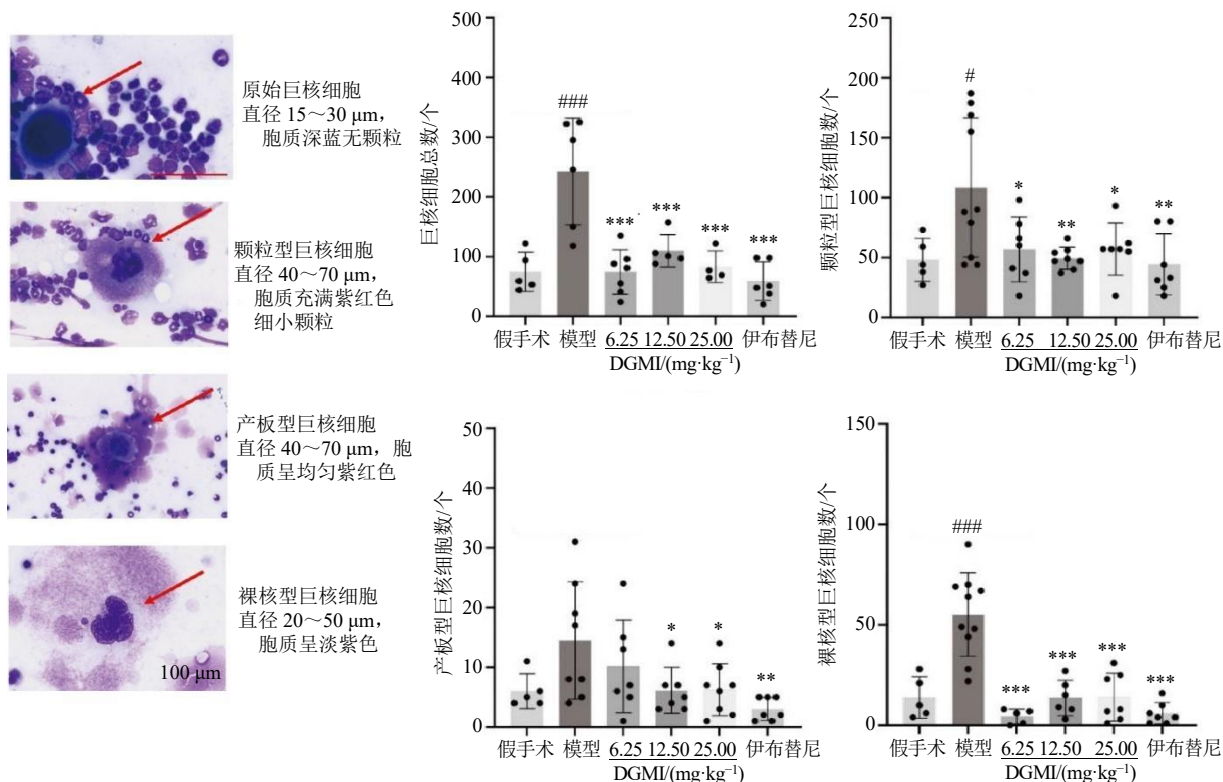 原始巨核细胞
直径 15～30 μm，
胞质深蓝无颗粒
颗粒型巨核细胞
直径 40～70 μm，
胞质充满紫红色
细小颗粒
产板型巨核细胞
直径 40～70 μm，胞
质呈均匀紫红色
裸核型巨核细胞
直径 20～50 μm，
胞质呈淡紫色
100 μm
巨核细胞总数/个
500
400
300
200
100
0
###
***
***
***
***
假手术 模型 6.25 12.50 25.00 伊布替尼
DGMI/(mg·kg⁻¹)
颗粒型巨核细胞数/个
200
150
100
50
0
#
*
**
*
**
假手术 模型 6.25 12.50 25.00 伊布替尼
DGMI/(mg·kg⁻¹)
产板型巨核细胞数/个
50
40
30
20
10
0
*
*
**
假手术 模型 6.25 12.50 25.00 伊布替尼
DGMI/(mg·kg⁻¹)
裸核型巨核细胞数/个
150
100
50
0
###
***
***
***
***
假手术 模型 6.25 12.50 25.00 伊布替尼
DGMI/(mg·kg⁻¹)